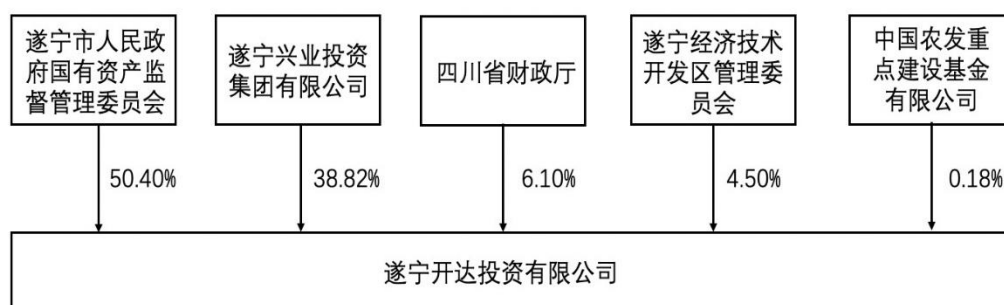 遂宁市人民政
府国有资产监
督管理委员会
遂宁兴业投资
集团有限公司
四川省财政厅
遂宁经济技术
开发区管理委
员会
中国农发重
点建设基金
有限公司
50.40%
38.82%
6.10%
4.50%
0.18%
遂宁开达投资有限公司